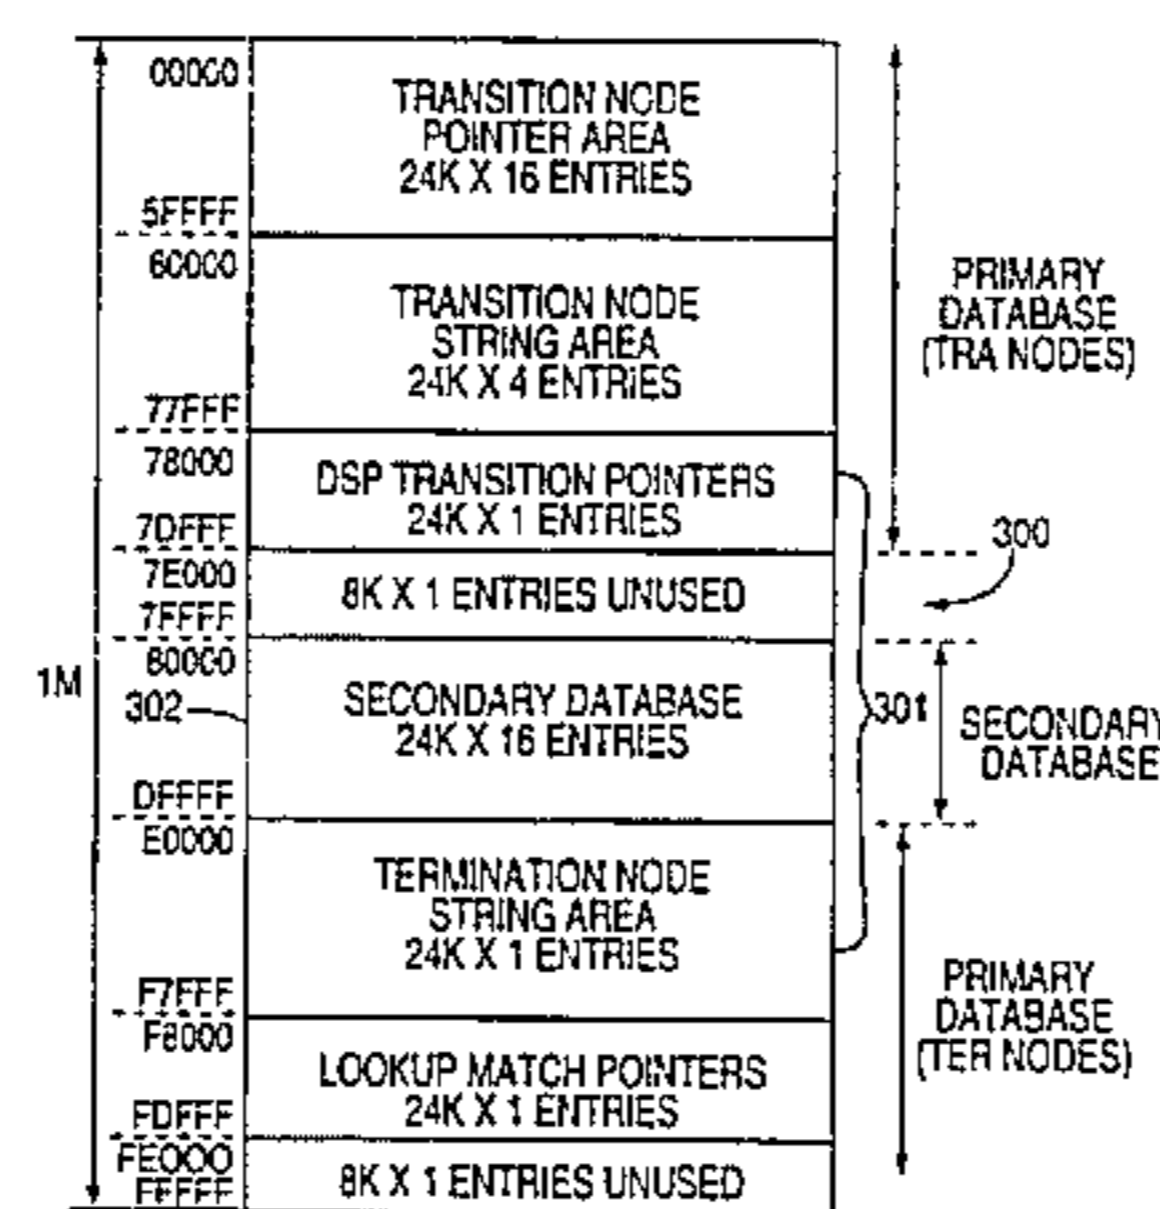 00000
TRANSITION NODE
POINTER AREA
24K X 16 ENTRIES
5FFFF
60000
TRANSITION NODE
STRING AREA
24K X 4 ENTRIES
77FFF
PRIMARY
DATABASE
(TRA NODES)
78000
DSP TRANSITION POINTERS
24K X 1 ENTRIES
7DFFF
300
7E000
8K X 1 ENTRIES UNUSED
7FFFF
80000
1M
302
SECONDARY DATABASE
24K X 16 ENTRIES
301
SECONDARY
DATABASE
DFFFF
E0000
TERMINATION NODE
STRING AREA
24K X 1 ENTRIES
F7FFF
F8000
PRIMARY
DATABASE
(TER NODES)
LOOKUP MATCH POINTERS
24K X 1 ENTRIES
FDFFF
FE000
8K X 1 ENTRIES UNUSED